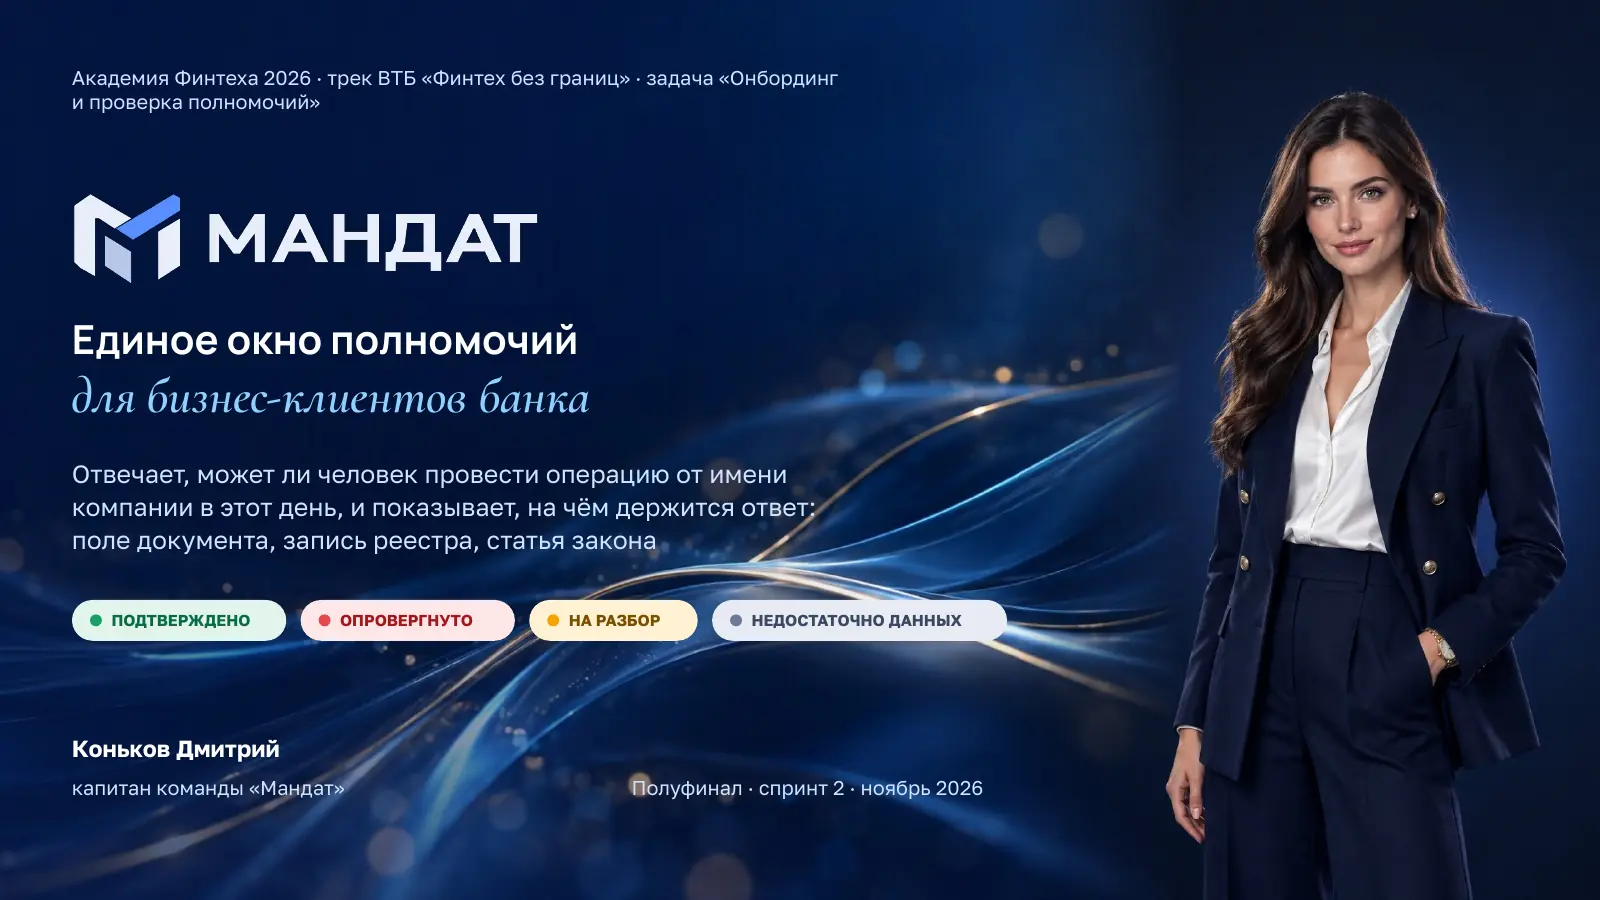 Академия Финтеха 2026 · трек ВТБ «Финтех без границ» · задача «Онбординг
и проверка полномочий»
МАНДАТ
Единое окно полномочий
для бизнес-клиентов банка
Отвечает, может ли человек провести операцию от имени
компании в этот день, и показывает, на чём держится ответ:
поле документа, запись реестра, статья закона
ПОДТВЕРЖДЕНО ОПРОВЕРГНУТО НА РАЗБОР НЕДОСТАТОЧНО ДАННЫХ
Коньков Дмитрий
капитан команды «Мандат»
Полуфинал · спринт 2 · ноябрь 2026